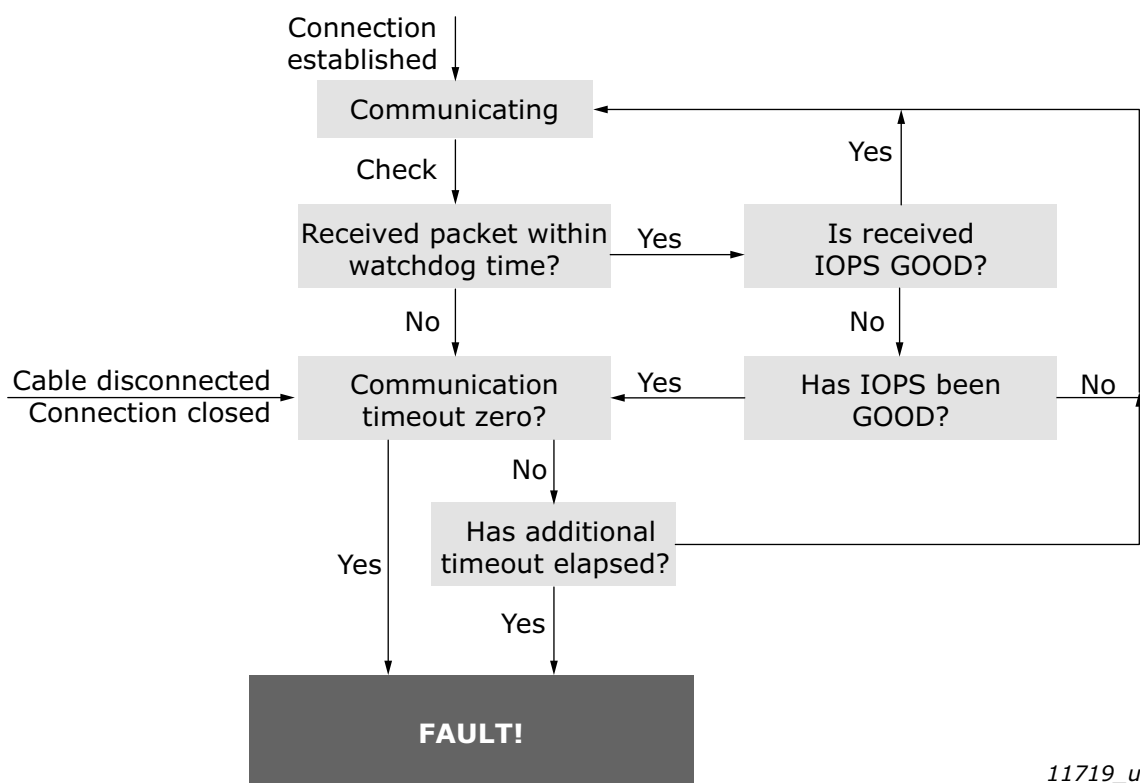 Connection
established
Communicating
Yes
Check
Received packet within
watchdog time?
Yes
Is received
IOPS GOOD?
No
No
Cable disconnected
Connection closed
Communication
timeout zero?
Yes
Has IOPS been
GOOD?
No
No
Has additional
timeout elapsed?
Yes
Yes
FAULT!
11719_u